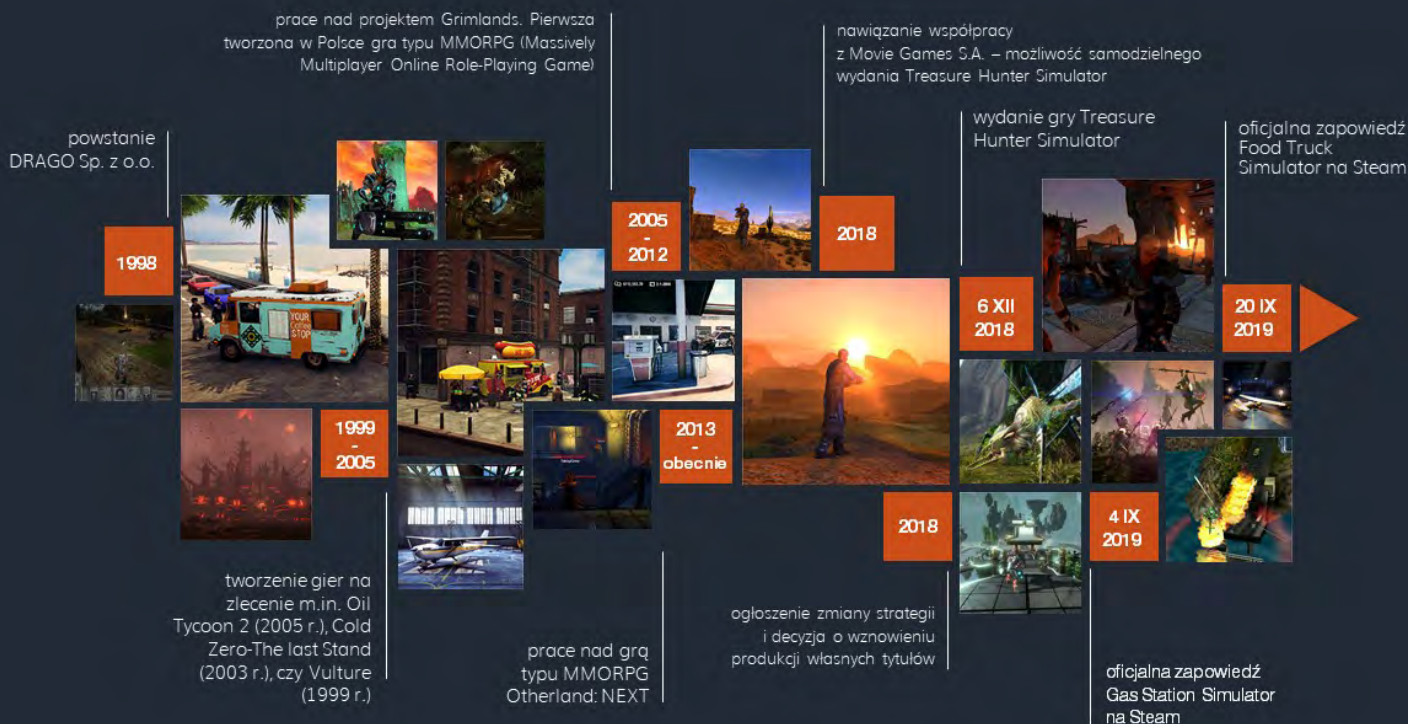 powstanie
DRAGO Sp. z o.o.
1998
1999
-
2005
tworzenie gier na
zlecenie m.in. Oil
Tycoon 2 (2005 r.), Cold
Zero-The last Stand
(2003 r.), czy Vulture
(1999 r.)
prace nad projektem Grimlands. Pierwsza
tworzona w Polsce gra typu MMORPG (Massively
Multiplayer Online Role-Playing Game)
2005
-
2012
2013
-
obecnie
prace nad grą
typu MMORPG
Otherland: NEXT
nawiązanie współpracy
z Movie Games S.A. – możliwość samodzielnego
wydania Treasure Hunter Simulator
2018
2018
ogłoszenie zmiany strategii
i decyzja o wznowieniu
produkcji własnych tytułów
wydanie gry Treasure
Hunter Simulator
6 XII
2018
4 IX
2019
oficjalna zapowiedź
Gas Station Simulator
na Steam
oficjalna zapowiedź
Food Truck
Simulator na Steam
20 IX
2019
YOUR
STOP